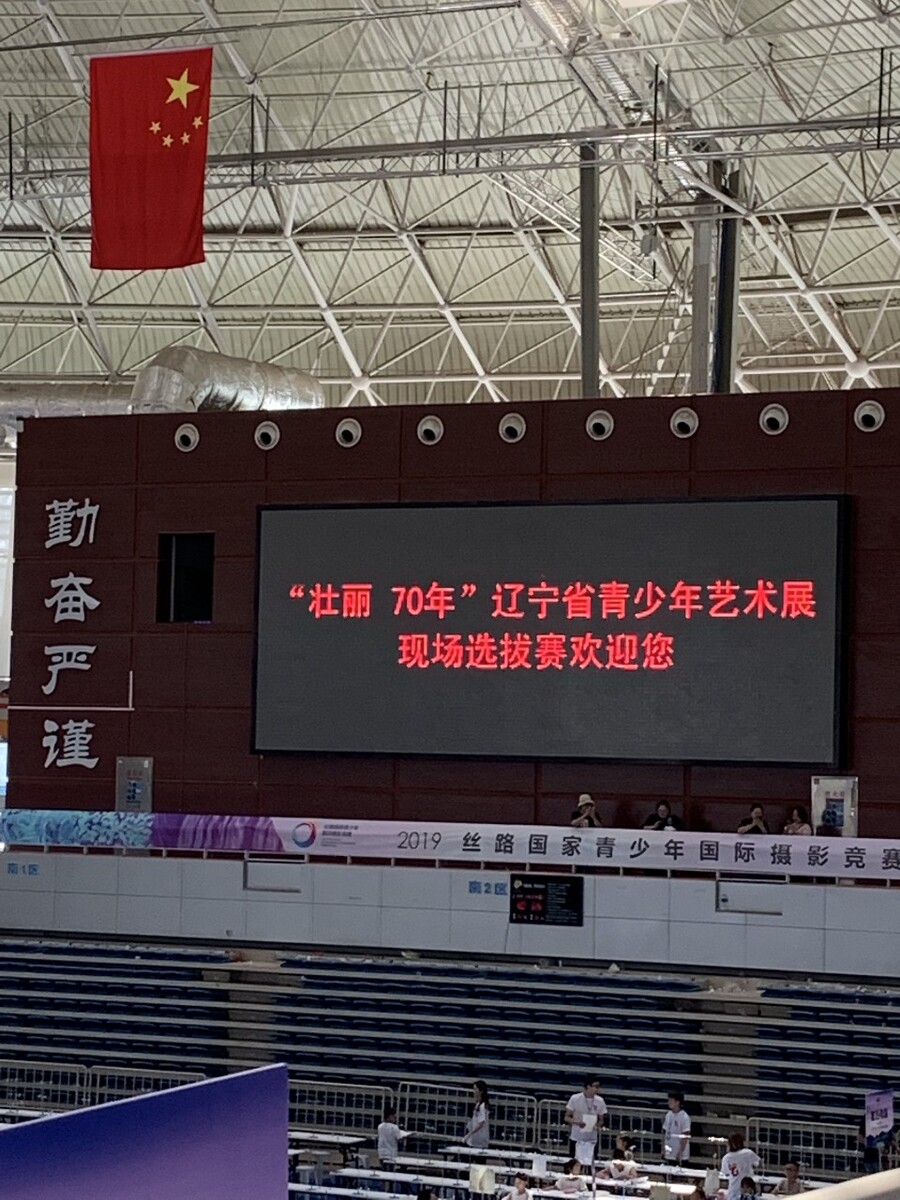 勤奋严谨
“壮丽 70年”辽宁省青少年艺术展
现场选拔赛欢迎您
2019 丝路国家青少年国际摄影竞赛
南1区
南2区